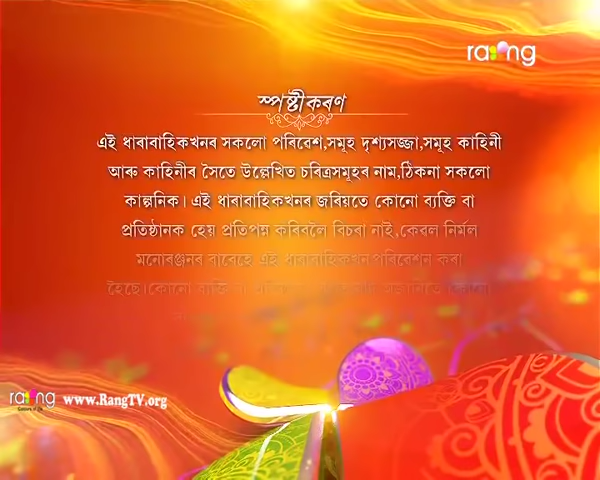 rang
স্পষ্টীকৰণ
এই ধাৰাবাহিকখনৰ সকলো পৰিৱেশ,সমূহ দৃশ্যসজ্জা,সমূহ কাহিনী
আৰু কাহিনীৰ সৈতে উল্লেখিত চৰিত্ৰসমূহৰ নাম,ঠিকনা সকলো
কাল্পনিক। এই ধাৰাবাহিকখনৰ জৰিয়তে কোনো ব্যক্তি বা
প্ৰতিষ্ঠানক হেয় প্ৰতিপন্ন কৰিবলৈ বিচৰা নাই,কেৱল নিৰ্মল
মনোৰঞ্জনৰ বাবেহে এই ধাৰাবাহিকখন পৰিৱেশন কৰা
হৈছে।কোনো ব্যক্তি বা
rang www.RangTV.org